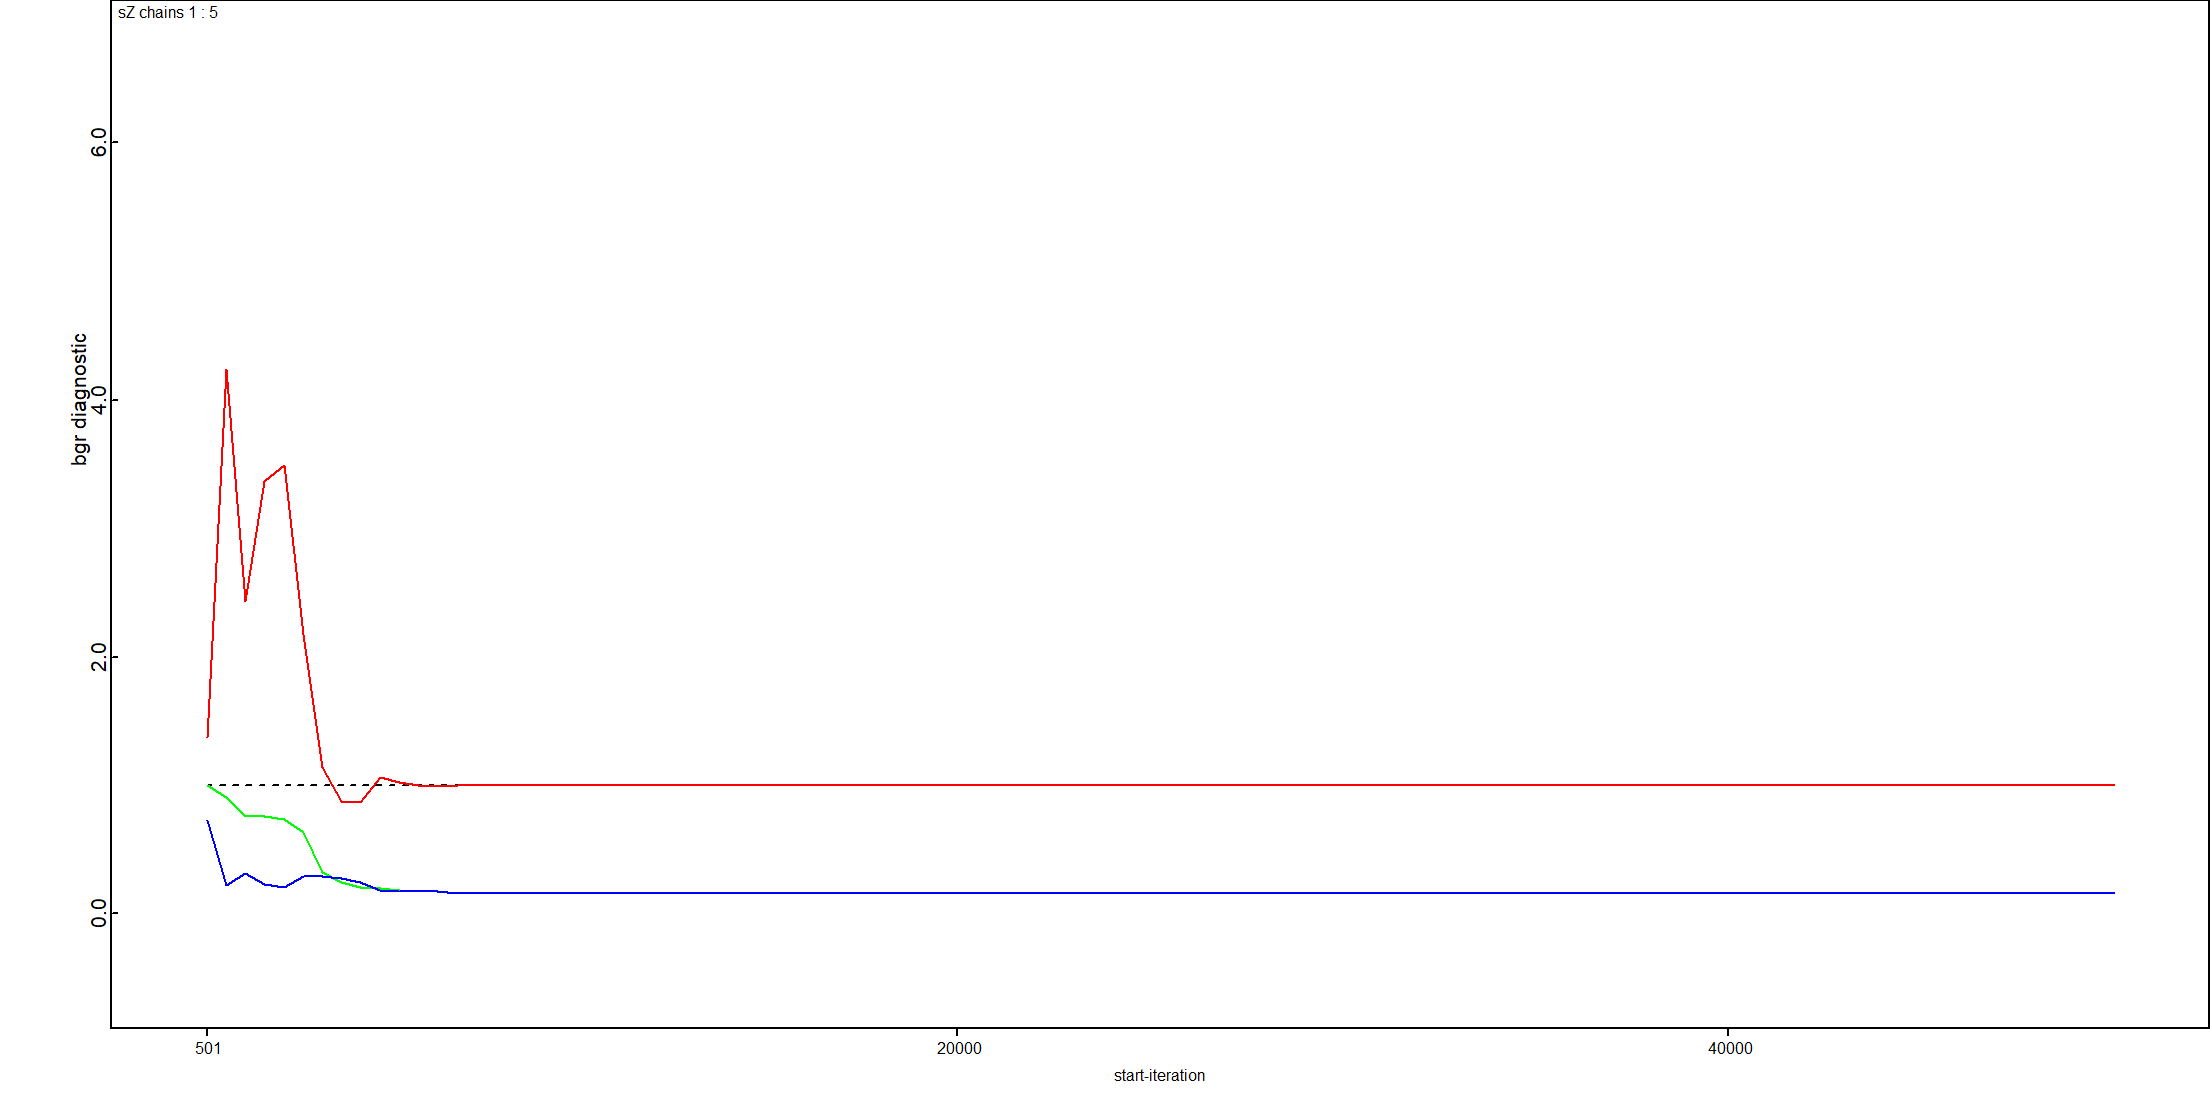 sZ chains 1 : 5
bgr diagnostic
6.0
4.0
2.0
0.0
501
20000
40000
start-iteration